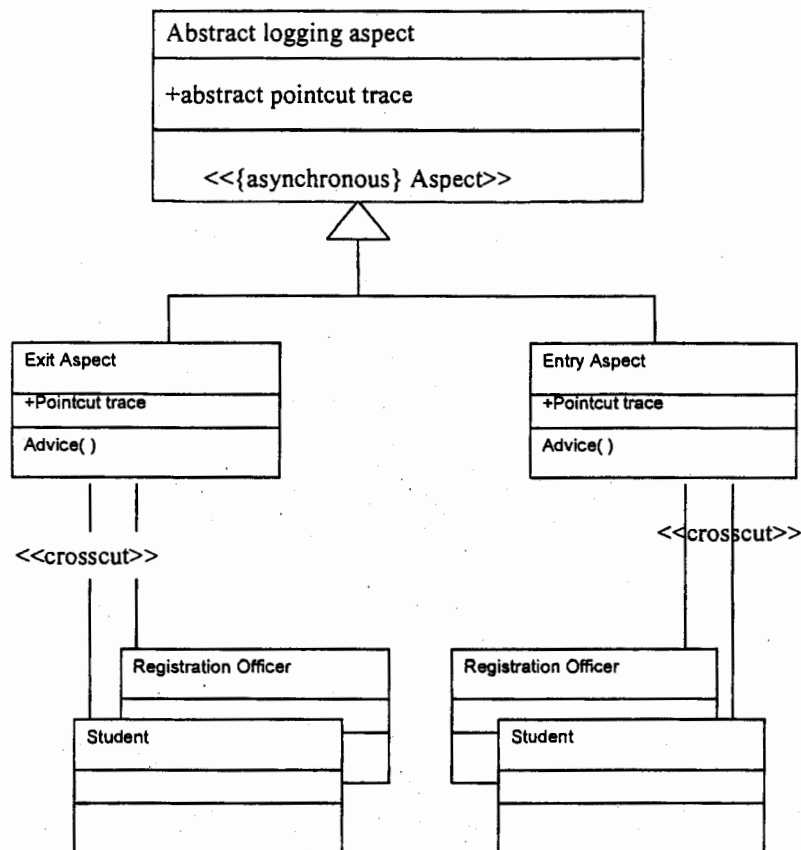 Abstract logging aspect
+abstract pointcut trace
<<{asynchronous} Aspect>>
Exit Aspect
+Pointcut trace
Advice( )
Entry Aspect
+Pointcut trace
Advice( )
<<crosscut>>
<<crosscut>>
Registration Officer
Student
Registration Officer
Student